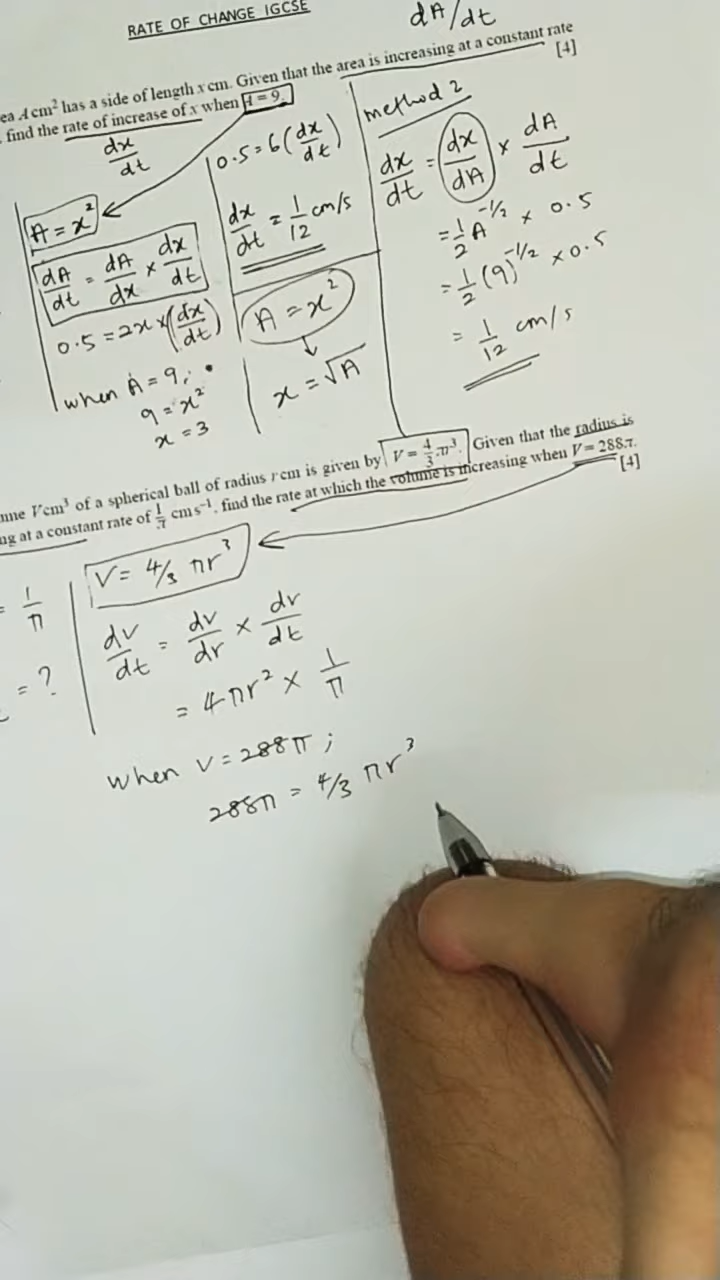 RATE OF CHANGE IGCSE
dA/dt
ea A cm² has a side of length x cm. Given that the area is increasing at a constant rate
find the rate of increase of x when A = 9.
[4]
dx/dt
A = x²
dA/dt = dA/dx × dx/dt
0.5 = 2x × (dx/dt)
when A = 9,
9 = x²
x = 3
0.5 = 6 (dx/dt)
dx/dt = 1/12 cm/s
A = x²
x = √A
method 2
dx/dt = dx/dA × dA/dt
= 1/2 A^-1/2 × 0.5
= 1/2 (9)^-1/2 × 0.5
= 1/12 cm/s
ume V cm³ of a spherical ball of radius r cm is given by V = 4/3 πr³. Given that the radius is
ng at a constant rate of 1/π cm s⁻¹, find the rate at which the volume is increasing when V = 288π.
[4]
= 1/π
= ?
V = 4/3 πr³
dv/dt = dv/dr × dr/dt
= 4πr² × 1/π
when V = 288π ;
288π = 4/3 πr³